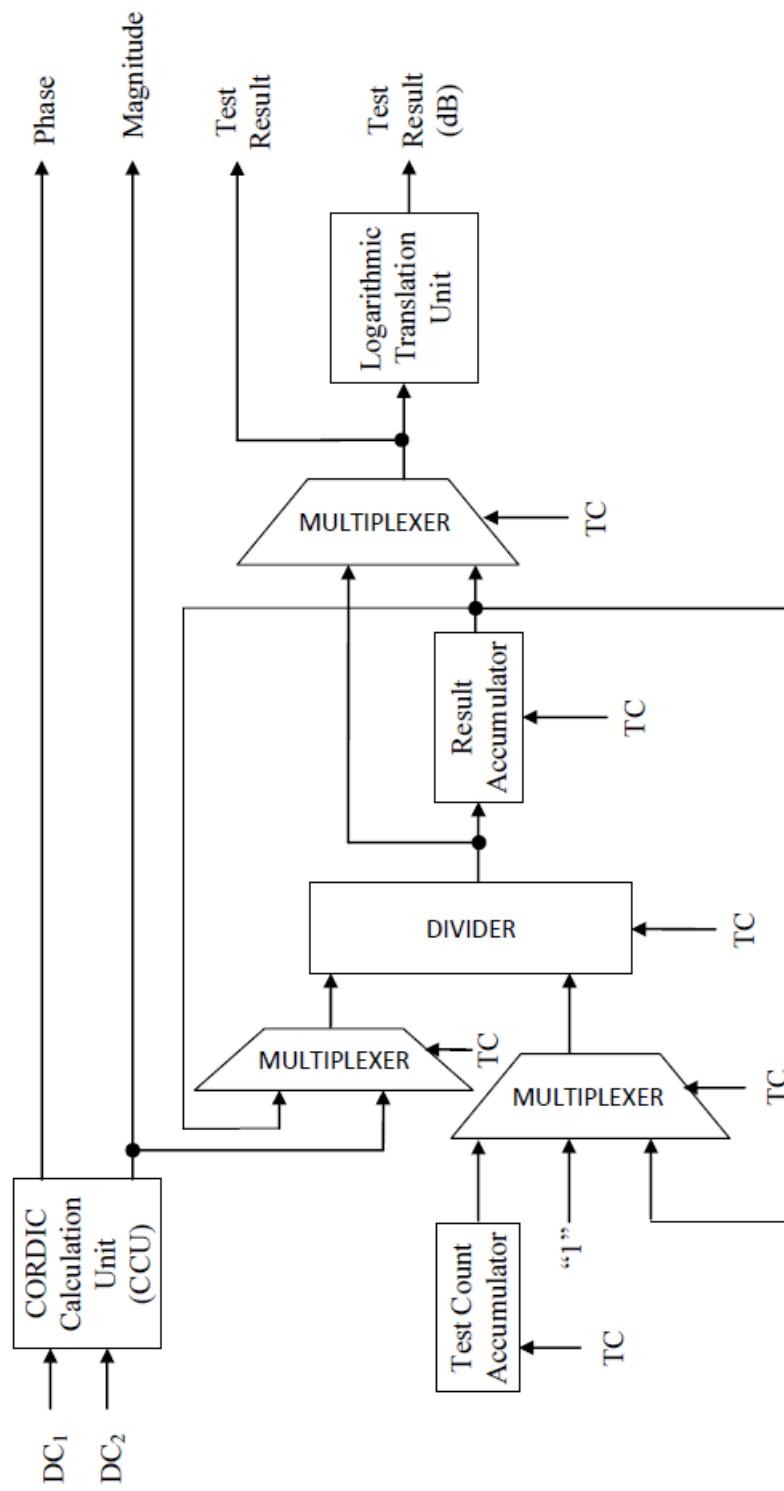 DC1
DC2
CORDIC
Calculation
Unit
(CCU)
Phase
Magnitude
Test
Result
Test
Result
(dB)
Logarithmic
Translation
Unit
MULTIPLEXER
TC
Result
Accumulator
TC
DIVIDER
TC
MULTIPLEXER
TC
MULTIPLEXER
TC
Test Count
Accumulator
TC
“1”